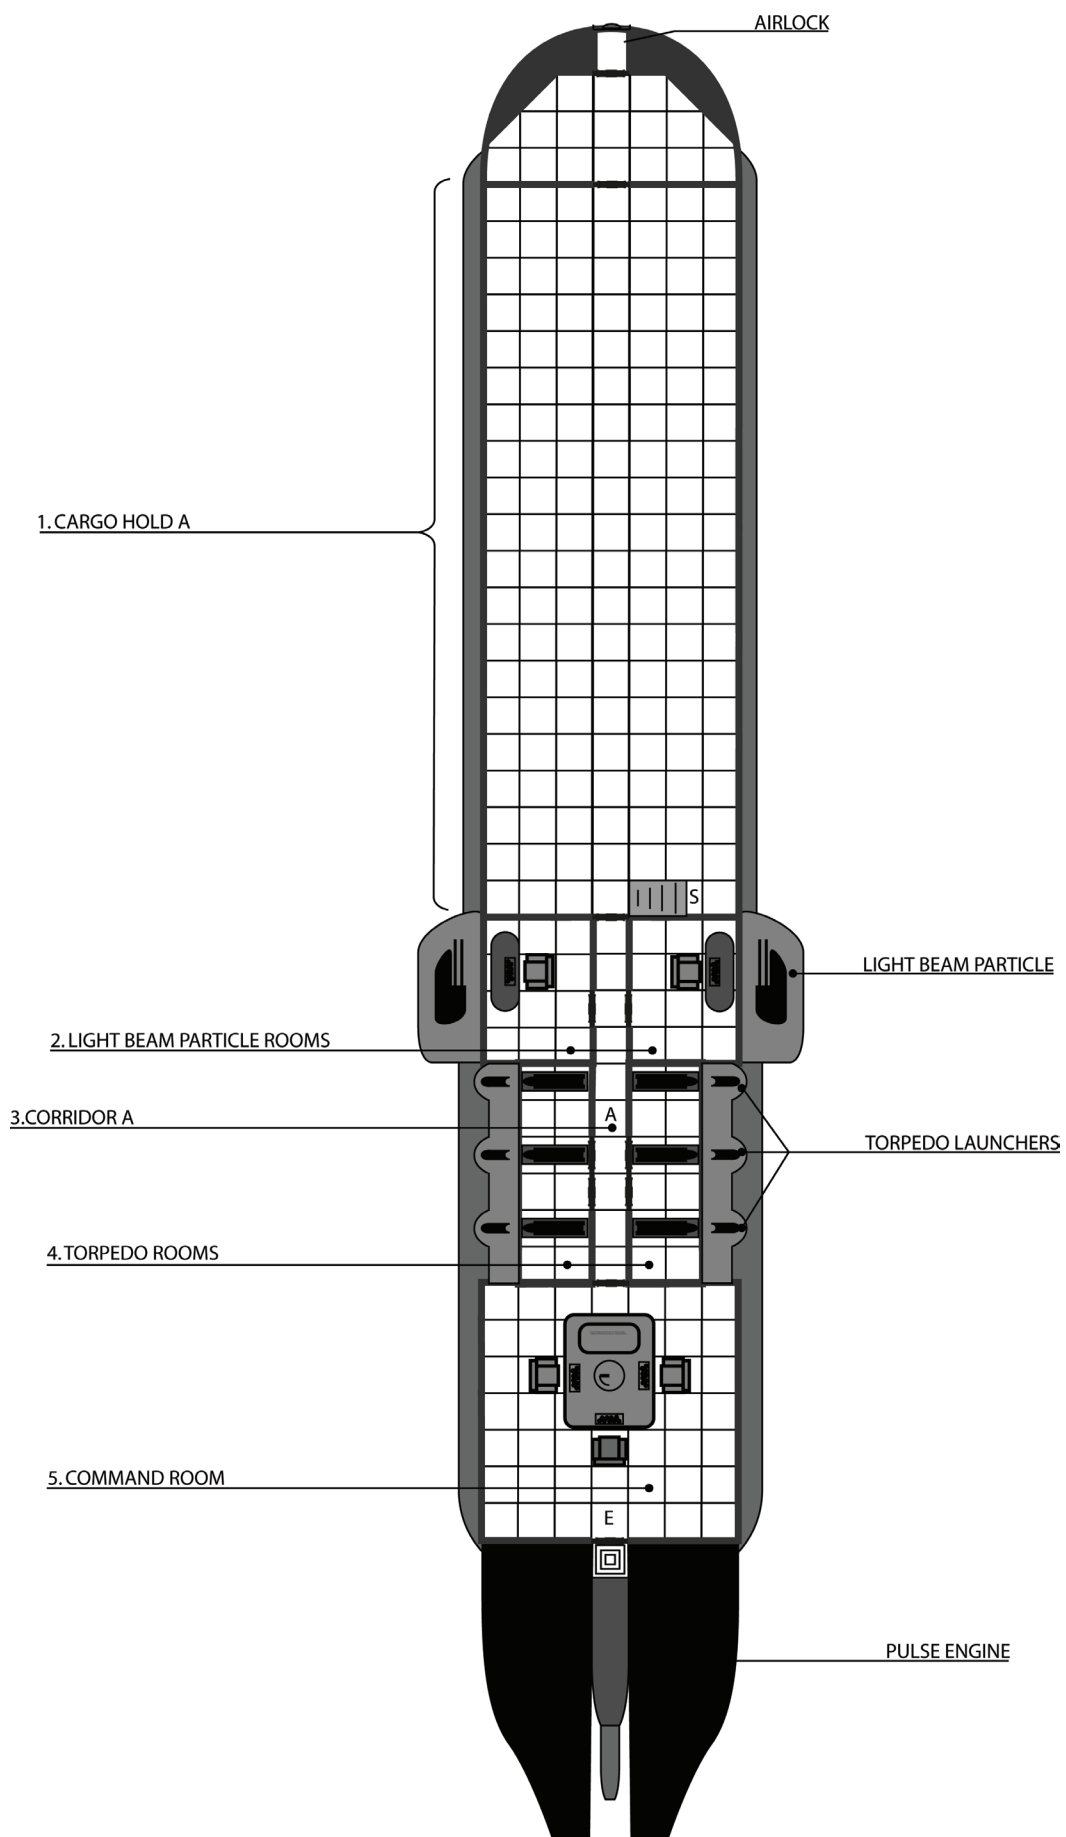 AIRLOCK
1. CARGO HOLD A
S
LIGHT BEAM PARTICLE
2. LIGHT BEAM PARTICLE ROOMS
A
3.CORRIDOR A
TORPEDO LAUNCHERS
4. TORPEDO ROOMS
5. COMMAND ROOM
E
PULSE ENGINE